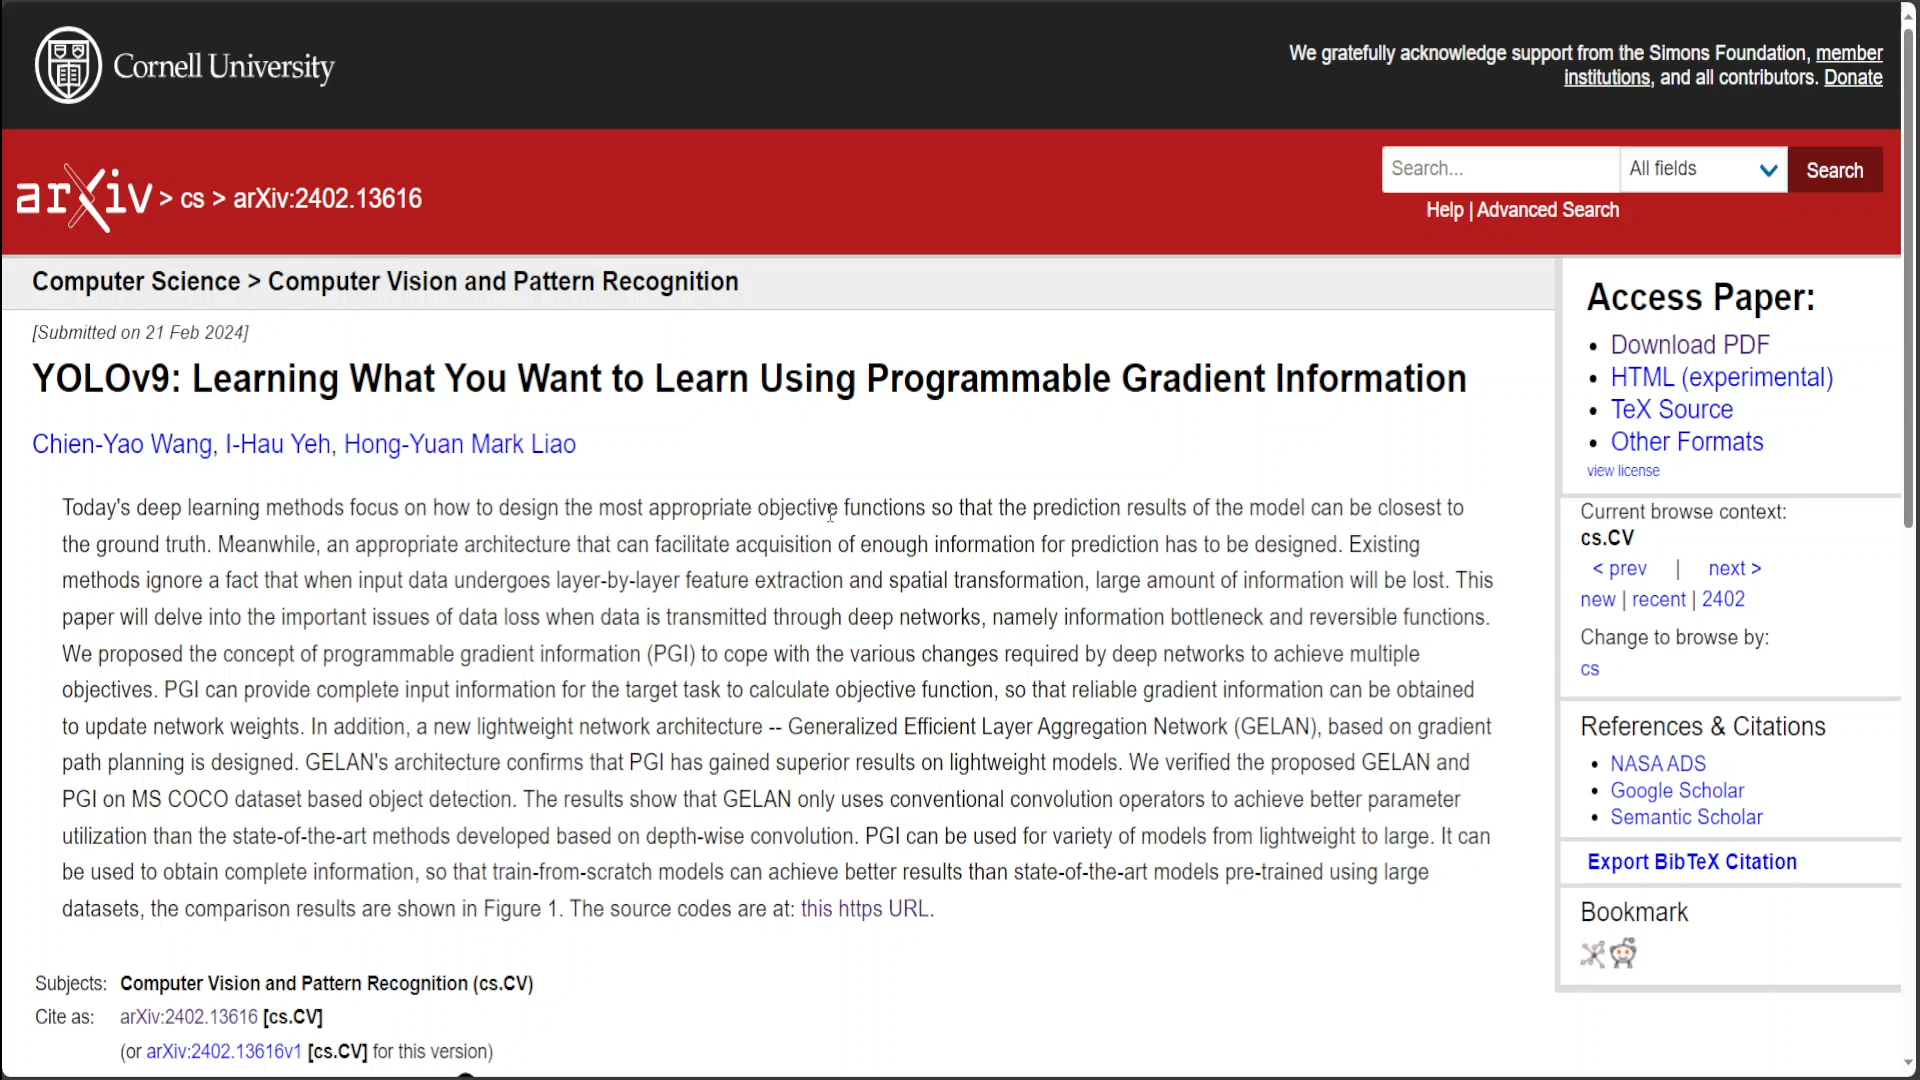 Cornell University
We gratefully acknowledge support from the Simons Foundation, member
institutions, and all contributors. Donate
arXiv > cs > arXiv:2402.13616
Search...
All fields
Search
Help | Advanced Search
Computer Science > Computer Vision and Pattern Recognition
[Submitted on 21 Feb 2024]
YOLOv9: Learning What You Want to Learn Using Programmable Gradient Information
Chien-Yao Wang, I-Hau Yeh, Hong-Yuan Mark Liao
Today's deep learning methods focus on how to design the most appropriate objective functions so that the prediction results of the model can be closest to
the ground truth. Meanwhile, an appropriate architecture that can facilitate acquisition of enough information for prediction has to be designed. Existing
methods ignore a fact that when input data undergoes layer-by-layer feature extraction and spatial transformation, large amount of information will be lost. This
paper will delve into the important issues of data loss when data is transmitted through deep networks, namely information bottleneck and reversible functions.
We proposed the concept of programmable gradient information (PGI) to cope with the various changes required by deep networks to achieve multiple
objectives. PGI can provide complete input information for the target task to calculate objective function, so that reliable gradient information can be obtained
to update network weights. In addition, a new lightweight network architecture -- Generalized Efficient Layer Aggregation Network (GELAN), based on gradient
path planning is designed. GELAN's architecture confirms that PGI has gained superior results on lightweight models. We verified the proposed GELAN and
PGI on MS COCO dataset based object detection. The results show that GELAN only uses conventional convolution operators to achieve better parameter
utilization than the state-of-the-art methods developed based on depth-wise convolution. PGI can be used for variety of models from lightweight to large. It can
be used to obtain complete information, so that train-from-scratch models can achieve better results than state-of-the-art models pre-trained using large
datasets, the comparison results are shown in Figure 1. The source codes are at: this https URL.
Subjects: Computer Vision and Pattern Recognition (cs.CV)
Cite as: arXiv:2402.13616 [cs.CV]
(or arXiv:2402.13616v1 [cs.CV] for this version)
Access Paper:
Download PDF
HTML (experimental)
TeX Source
Other Formats
view license
Current browse context:
cs.CV
< prev | next >
new | recent | 2402
Change to browse by:
cs
References & Citations
NASA ADS
Google Scholar
Semantic Scholar
Export BibTeX Citation
Bookmark